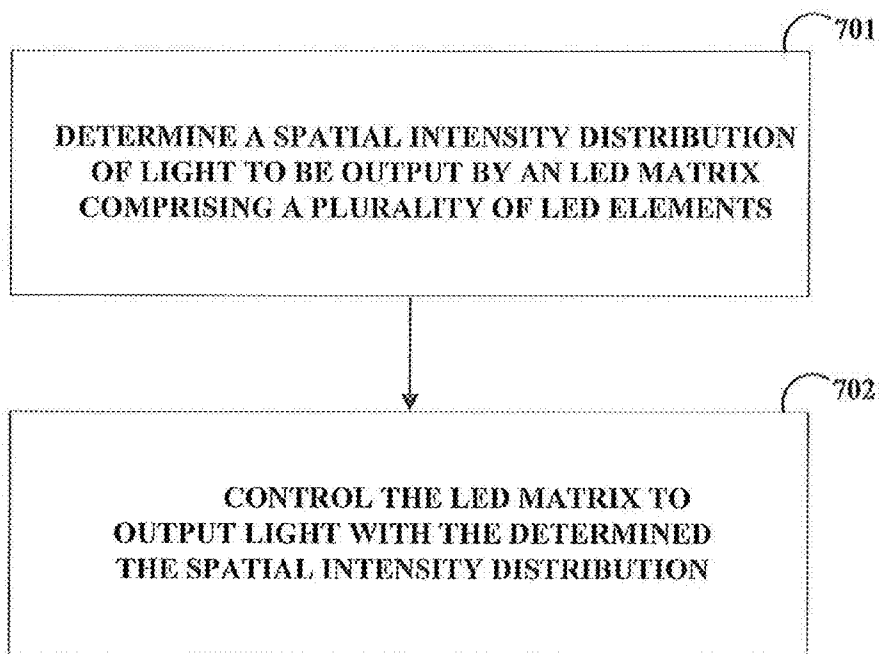 701
DETERMINE A SPATIAL INTENSITY DISTRIBUTION
OF LIGHT TO BE OUTPUT BY AN LED MATRIX
COMPRISING A PLURALITY OF LED ELEMENTS
702
CONTROL THE LED MATRIX TO
OUTPUT LIGHT WITH THE DETERMINED
THE SPATIAL INTENSITY DISTRIBUTION